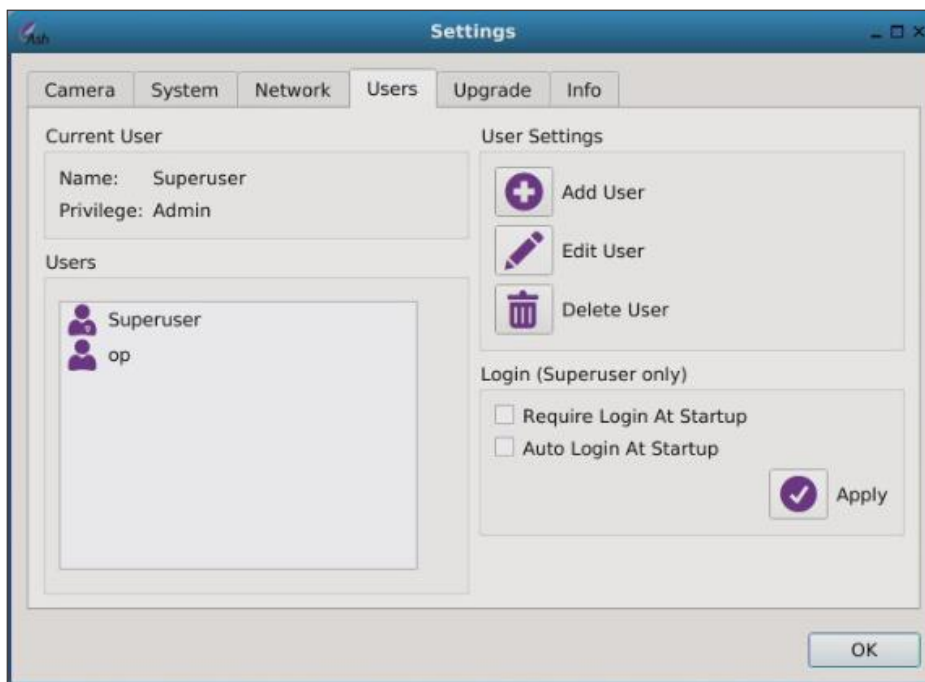 Ash
Settings
Camera System Network Users Upgrade Info
Current User
Name: Superuser
Privilege: Admin
Users
Superuser
op
User Settings
Add User
Edit User
Delete User
Login (Superuser only)
Require Login At Startup
Auto Login At Startup
Apply
OK